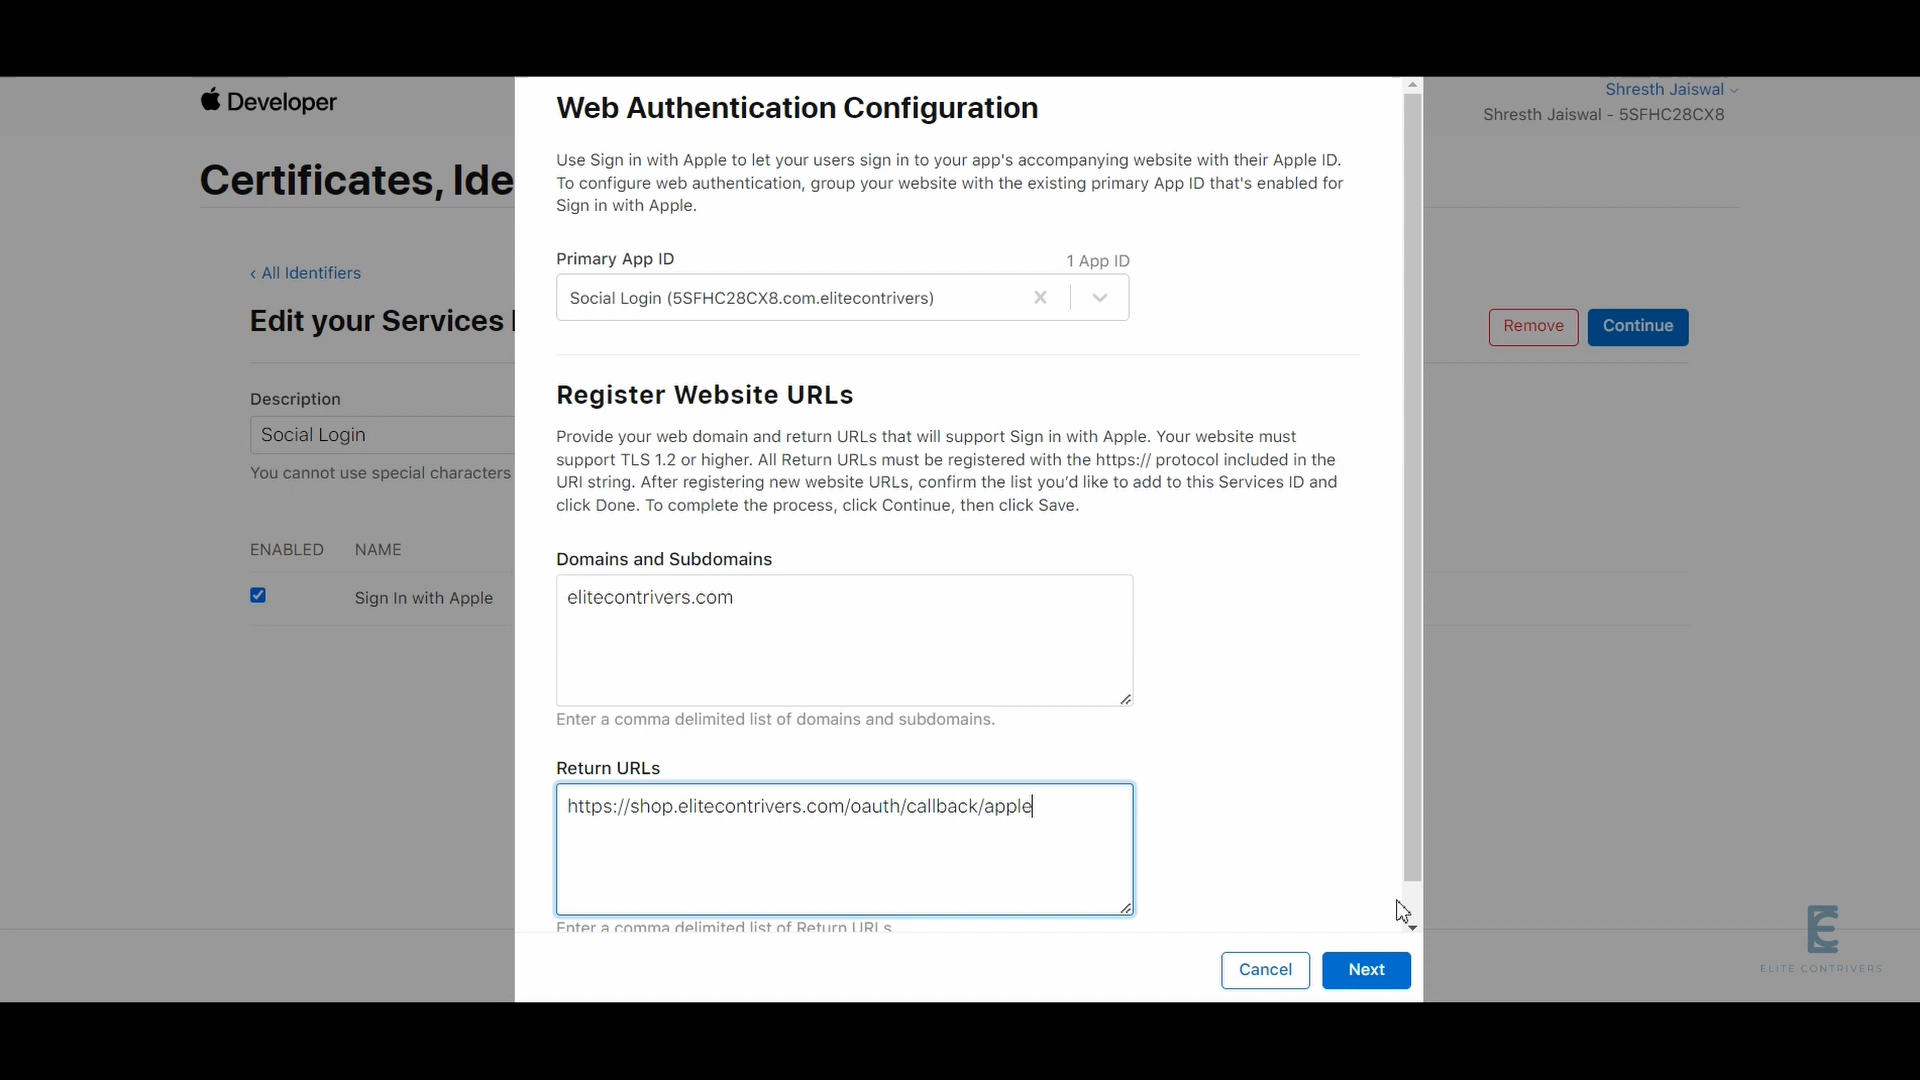 Developer
Shresth Jaiswal
Shresth Jaiswal - 5SFHC28CX8
Certificates, Ide
‹ All Identifiers
Edit your Services I
Remove
Continue
Description
Social Login
You cannot use special characters
ENABLED NAME
Sign In with Apple
Web Authentication Configuration
Use Sign in with Apple to let your users sign in to your app's accompanying website with their Apple ID.
To configure web authentication, group your website with the existing primary App ID that's enabled for
Sign in with Apple.
Primary App ID
1 App ID
Social Login (5SFHC28CX8.com.elitecontrivers)
Register Website URLs
Provide your web domain and return URLs that will support Sign in with Apple. Your website must
support TLS 1.2 or higher. All Return URLs must be registered with the https:// protocol included in the
URI string. After registering new website URLs, confirm the list you'd like to add to this Services ID and
click Done. To complete the process, click Continue, then click Save.
Domains and Subdomains
elitecontrivers.com
Enter a comma delimited list of domains and subdomains.
Return URLs
https://shop.elitecontrivers.com/oauth/callback/apple
Enter a comma delimited list of Return URLs
Cancel
Next
ELITE CONTRIVERS